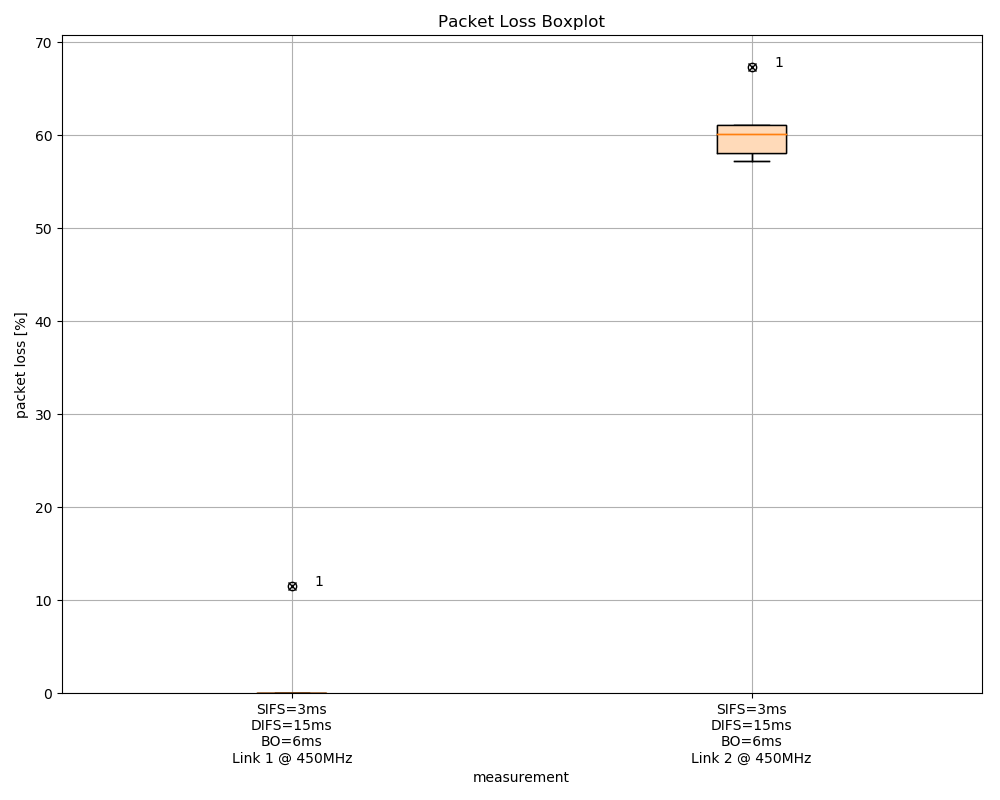 Packet Loss Boxplot
packet loss [%]
70
60
50
40
30
20
10
0
1
1
SIFS=3ms
DIFS=15ms
BO=6ms
Link 1 @ 450MHz
SIFS=3ms
DIFS=15ms
BO=6ms
Link 2 @ 450MHz
measurement